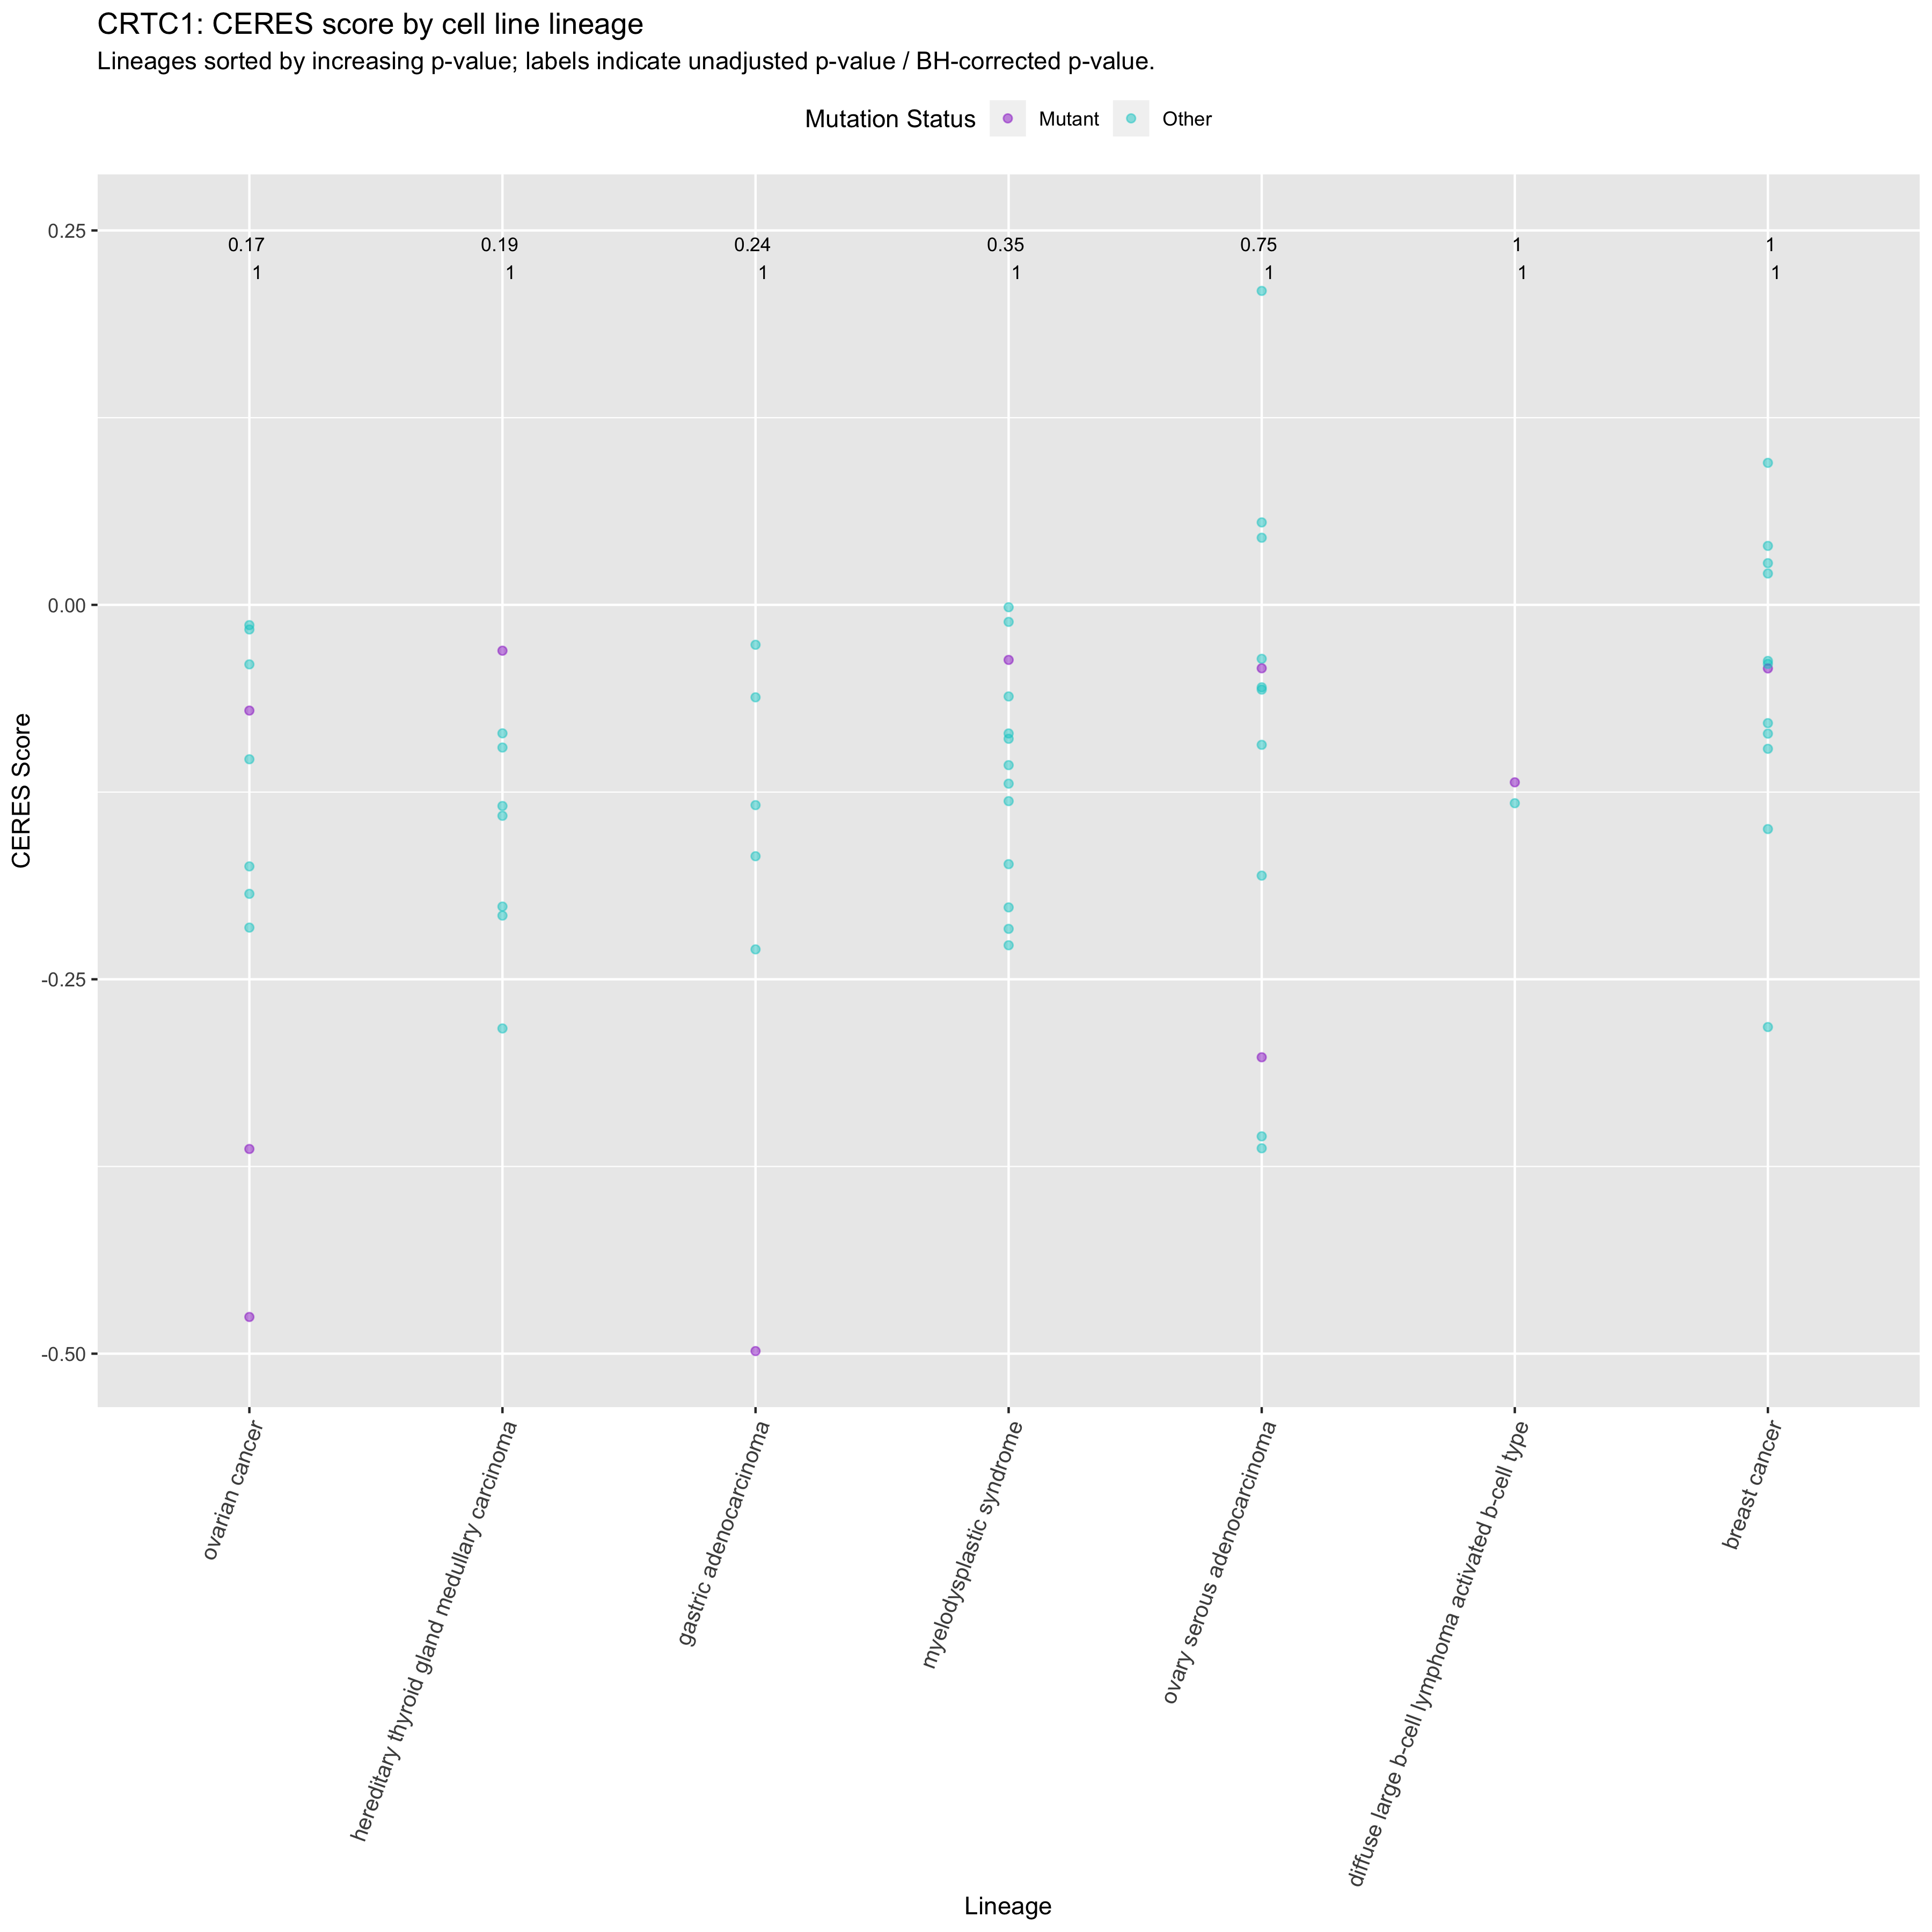 CRTC1: CERES score by cell line lineage
Lineages sorted by increasing p-value; labels indicate unadjusted p-value / BH-corrected p-value.
Mutation Status Mutant Other
0.25
0.17 0.19 0.24 0.35 0.75 1 1
1 1 1 1 1 1 1
0.00
CERES Score
-0.25
-0.50
ovarian cancer
hereditary thyroid gland medullary carcinoma
gastric adenocarcinoma
myelodysplastic syndrome
ovary serous adenocarcinoma
diffuse large b-cell lymphoma activated b-cell type
breast cancer
Lineage